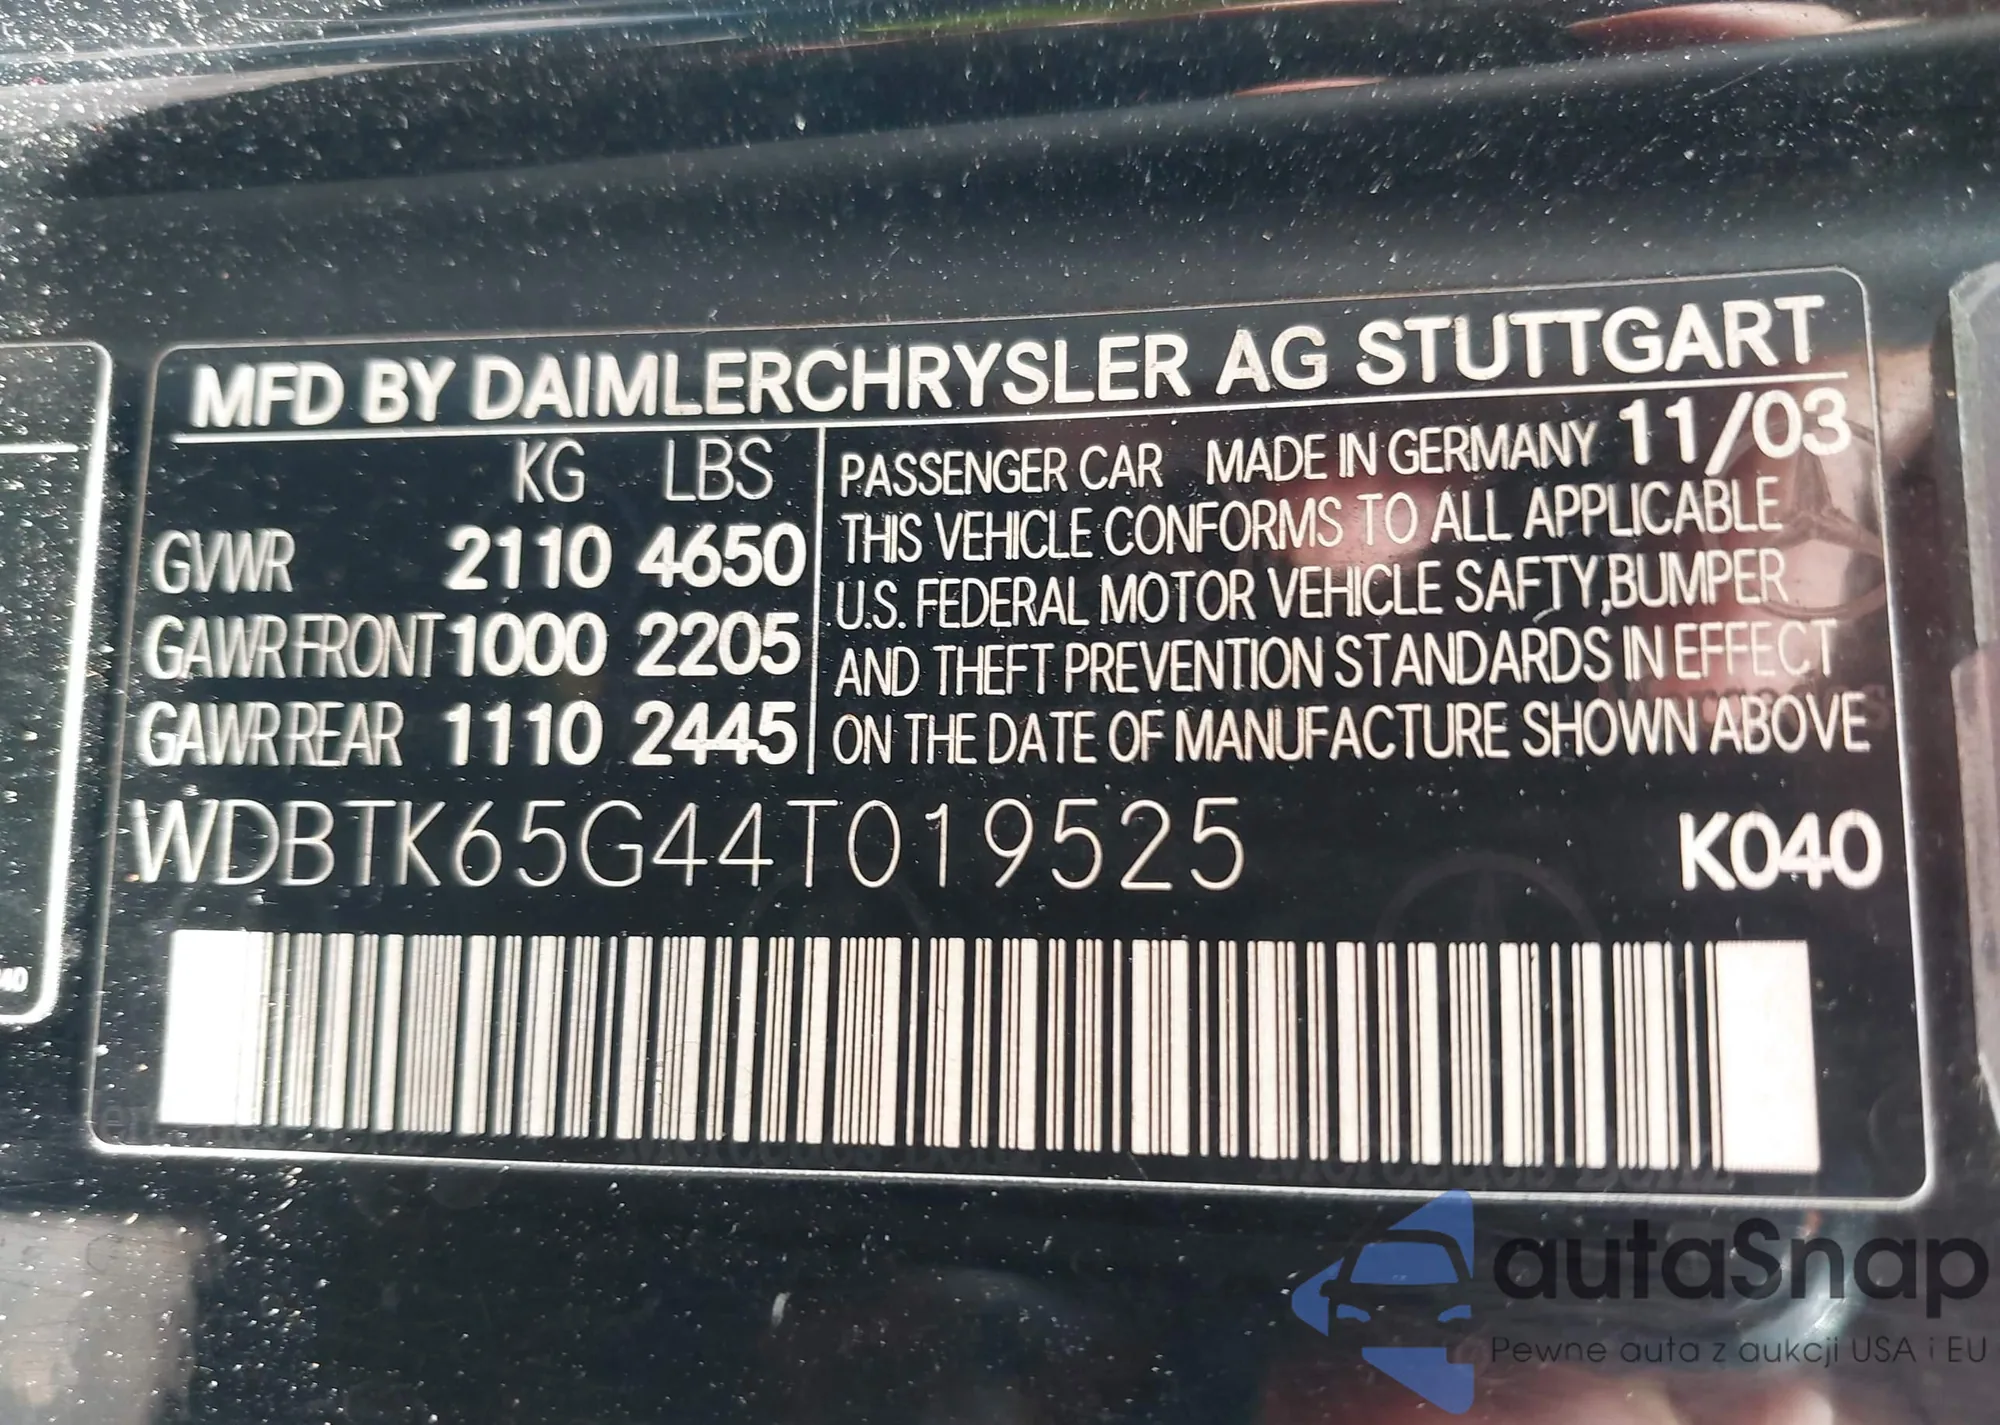 MFD BY DAIMLERCHRYSLER AG STUTTGART
KG LBS
GVWR 2110 4650
GAWR FRONT 1000 2205
GAWR REAR 1110 2445
PASSENGER CAR MADE IN GERMANY 11/03
THIS VEHICLE CONFORMS TO ALL APPLICABLE
U.S. FEDERAL MOTOR VEHICLE SAFTY,BUMPER
AND THEFT PREVENTION STANDARDS IN EFFECT
ON THE DATE OF MANUFACTURE SHOWN ABOVE
WDBTK65G44T019525 K040
autaSnap
Pewne auta z aukcji USA i EU